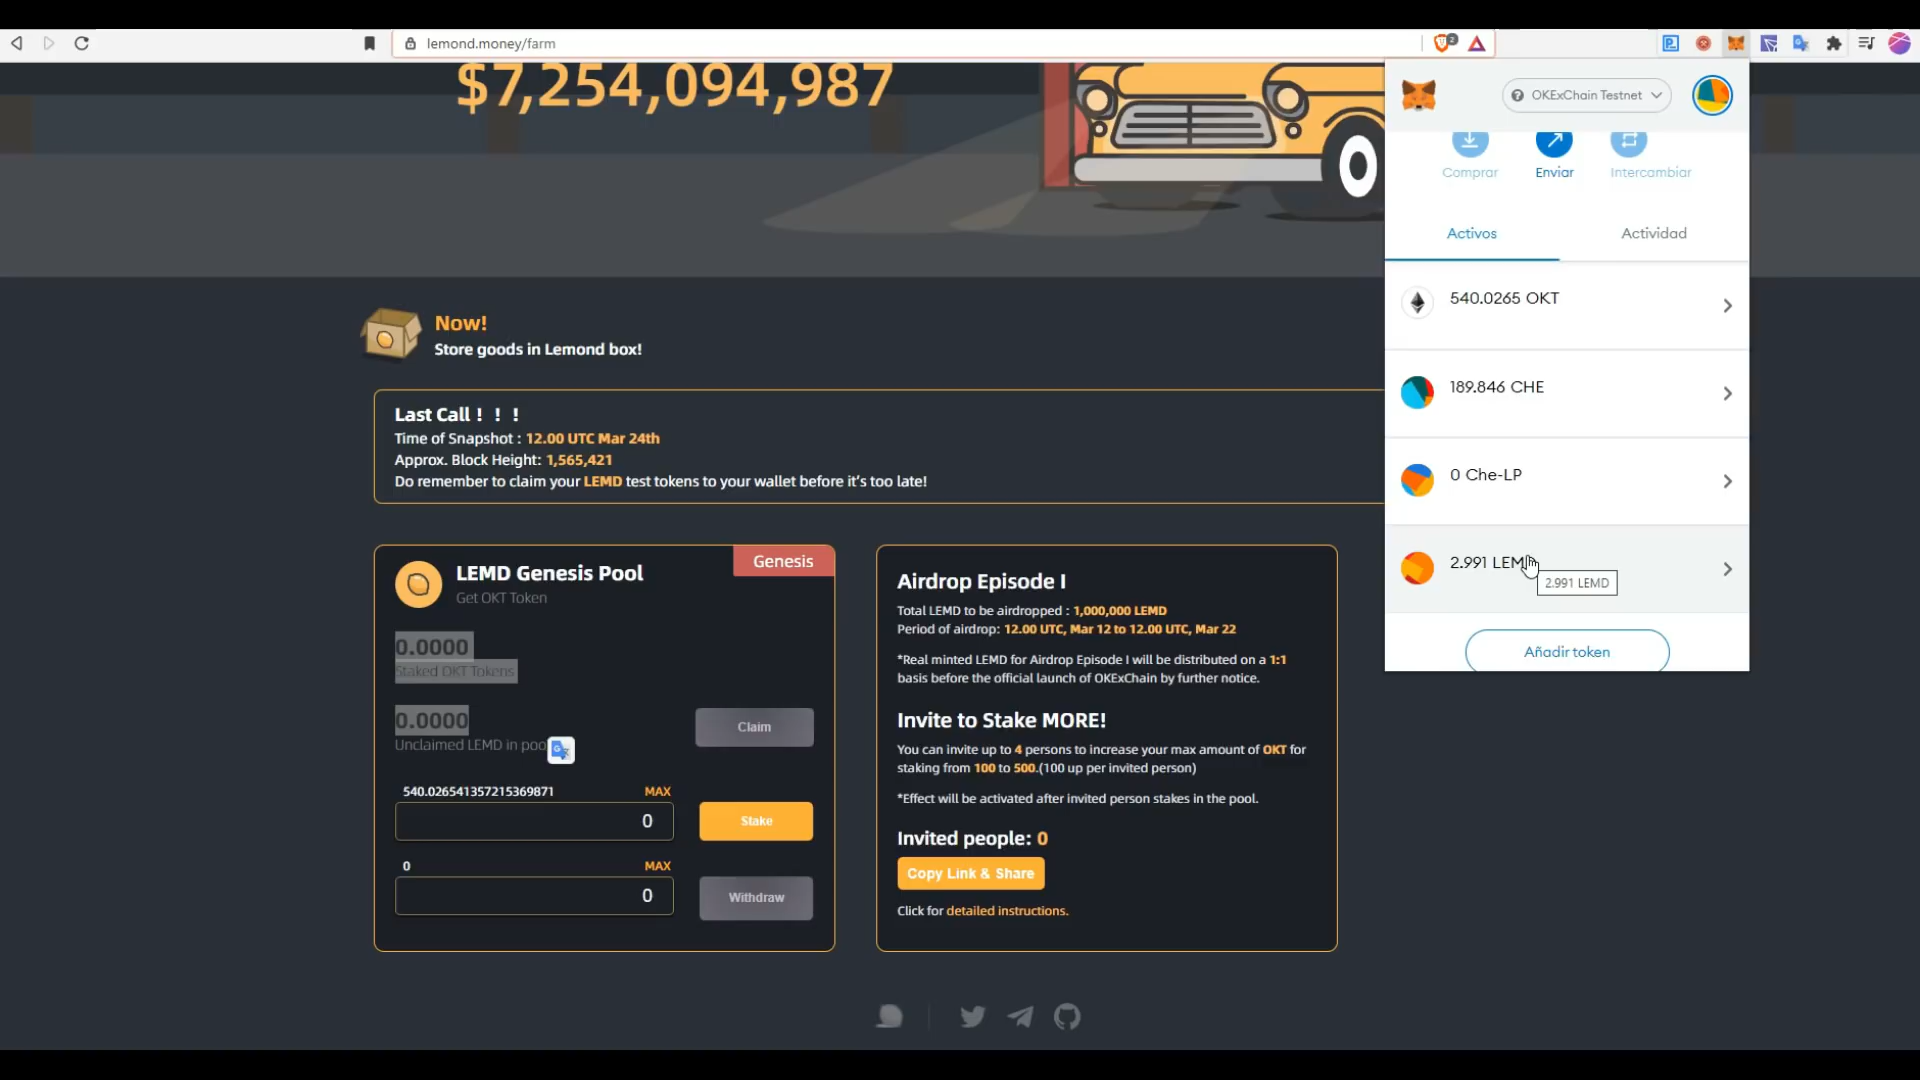 lemond.money/farm
2
$7,254,094,987
OKExChain Testnet
Comprar
Enviar
Intercambiar
Activos
Actividad
540.0265 OKT
189.846 CHE
0 Che-LP
2.991 LEMD
2.991 LEMD
Añadir token
Now!
Store goods in Lemond box!
Last Call ! ! !
Time of Snapshot : 12.00 UTC Mar 24th
Approx. Block Height: 1,565,421
Do remember to claim your LEMD test tokens to your wallet before it's too late!
Genesis
LEMD Genesis Pool
Get OKT Token
0.0000
Staked OKT Tokens
0.0000
Unclaimed LEMD in poo
Claim
540.026541357215369871
MAX
0
Stake
0
MAX
0
Withdraw
Airdrop Episode I
Total LEMD to be airdropped : 1,000,000 LEMD
Period of airdrop: 12.00 UTC, Mar 12 to 12.00 UTC, Mar 22
*Real minted LEMD for Airdrop Episode I will be distributed on a 1:1
basis before the official launch of OKExChain by further notice.
Invite to Stake MORE!
You can invite up to 4 persons to increase your max amount of OKT for
staking from 100 to 500.(100 up per invited person)
*Effect will be activated after invited person stakes in the pool.
Invited people: 0
Copy Link & Share
Click for detailed instructions.